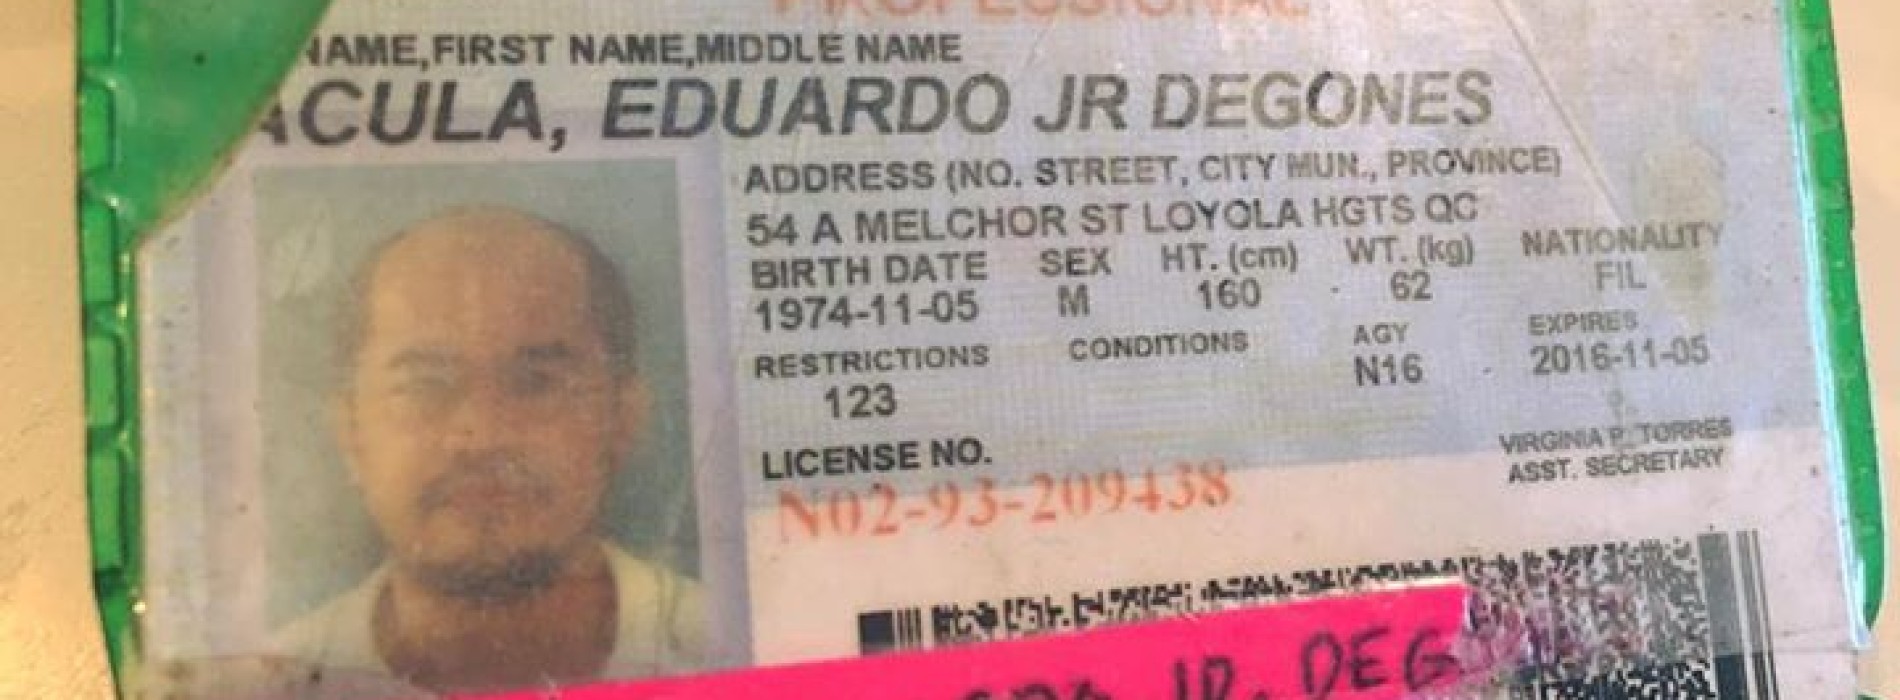 PROFESSIONAL
NAME,FIRST NAME,MIDDLE NAME
ACULA, EDUARDO JR DEGONES
ADDRESS (NO. STREET, CITY MUN., PROVINCE)
54 A MELCHOR ST LOYOLA HGTS QC
BIRTH DATE SEX HT. (cm) WT. (kg) NATIONALITY
1974-11-05 M 160 62 FIL
RESTRICTIONS CONDITIONS AGY EXPIRES
123 N16 2016-11-05
LICENSE NO.
N02-93-209438
VIRGINIA P. TORRES
ASST. SECRETARY
JR. DEG